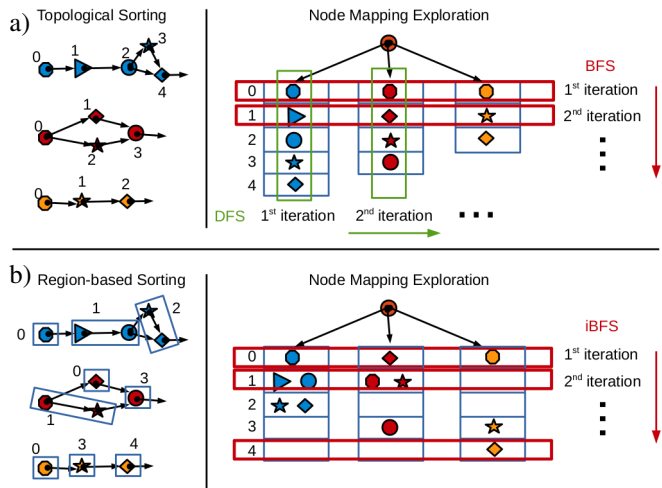 a)
Topological Sorting
Node Mapping Exploration
0
1
2
3
4
0
1
2
3
0
1
2
BFS
0
1st iteration
1
2nd iteration
2
3
4
DFS
1st iteration
2nd iteration
b)
Region-based Sorting
Node Mapping Exploration
0
1
2
0
1
3
0
3
4
iBFS
0
1st iteration
1
2nd iteration
2
3
4